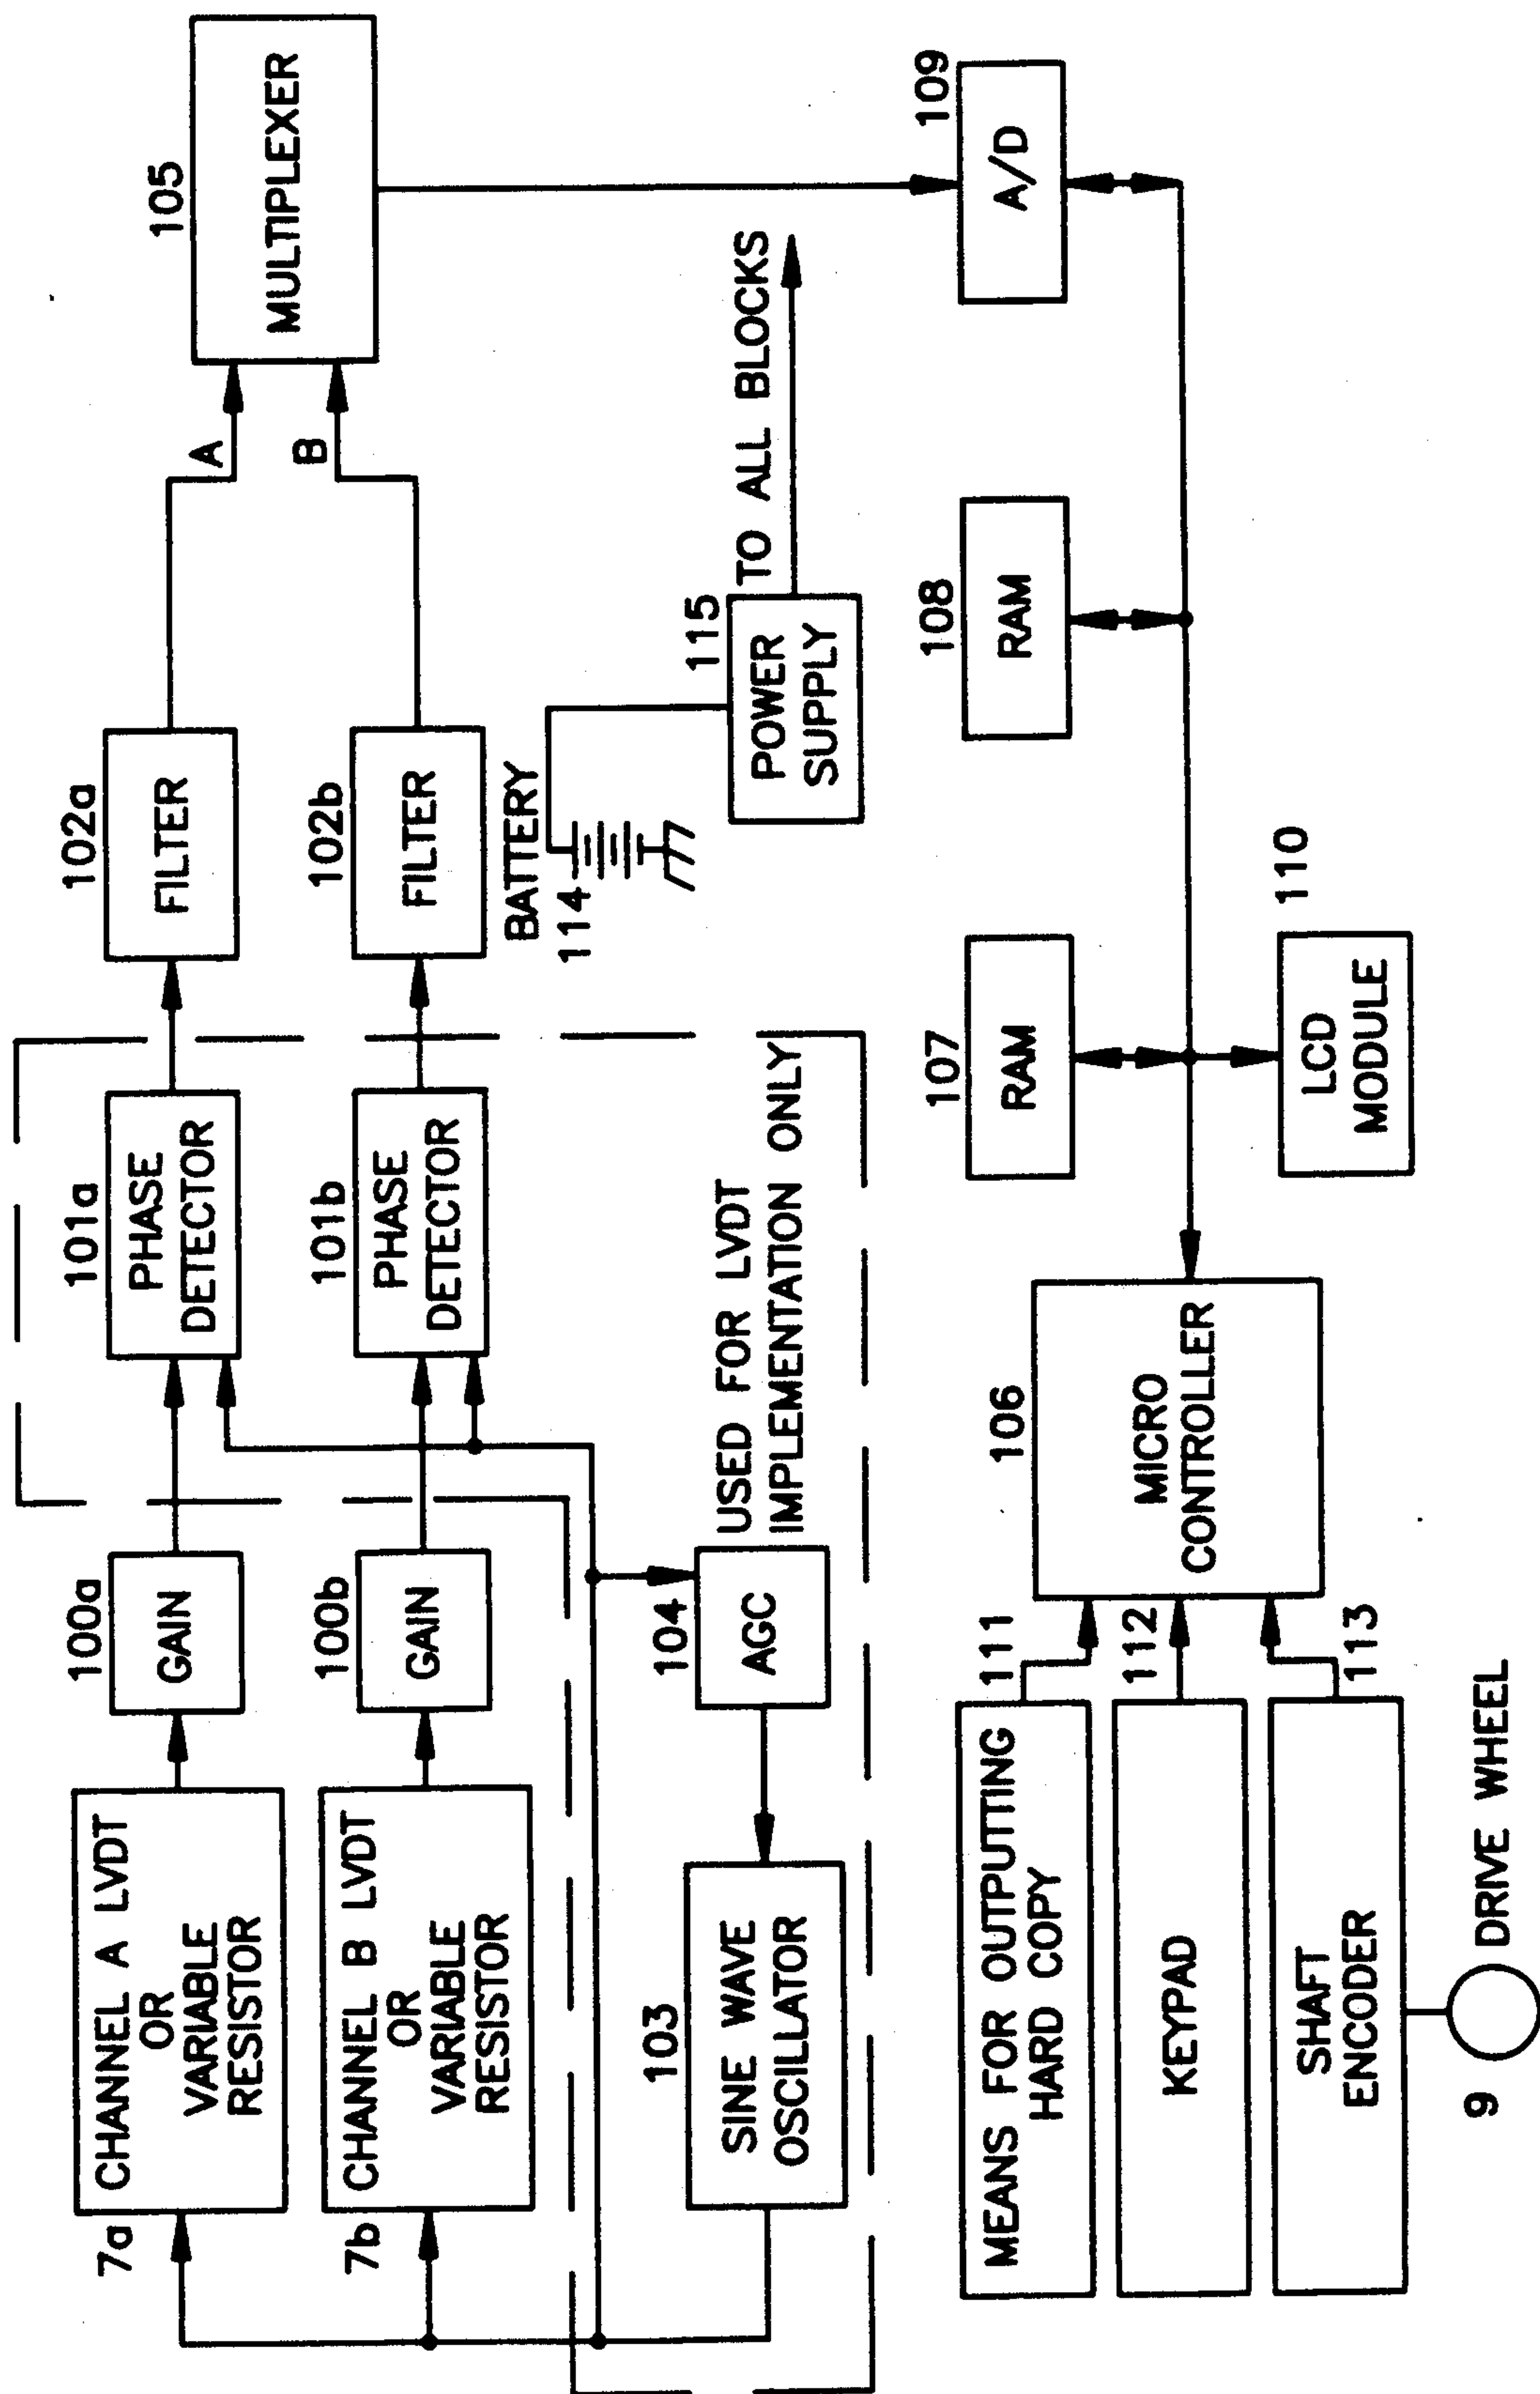 7a
CHANNEL A LVDT
OR
VARIABLE
RESISTOR
100a
GAIN
101a
PHASE
DETECTOR
102a
FILTER
A
105
MULTIPLEXER
7b
CHANNEL B LVDT
OR
VARIABLE
RESISTOR
100b
GAIN
101b
PHASE
DETECTOR
102b
FILTER
B
BATTERY
114
103
SINE WAVE
OSCILLATOR
104
AGC
USED FOR LVDT
IMPLEMENTATION ONLY
115
POWER
SUPPLY
TO ALL BLOCKS
MEANS FOR OUTPUTTING
HARD COPY
111
KEYPAD
112
SHAFT
ENCODER
113
9
DRIVE WHEEL
106
MICRO
CONTROLLER
107
RAM
108
RAM
109
A/D
LCD
MODULE
110